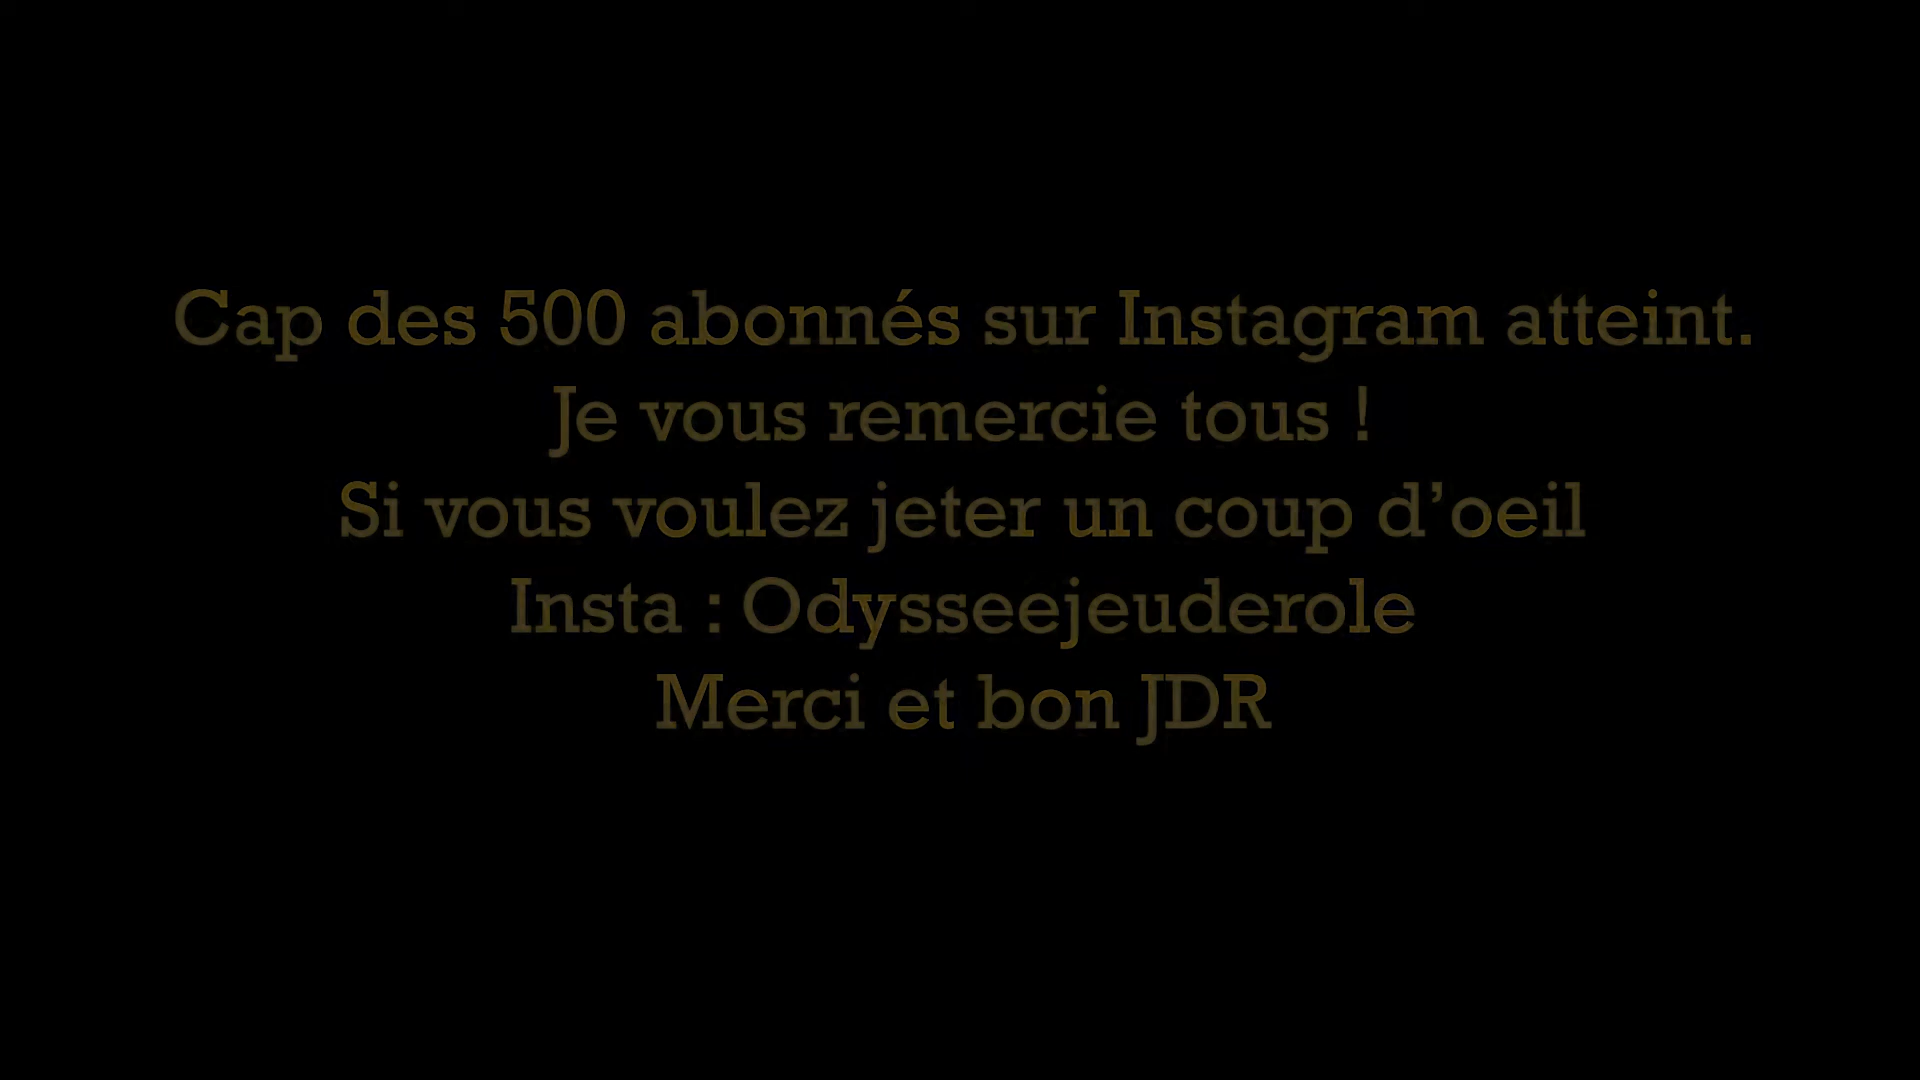 Cap des 500 abonnés sur Instagram atteint.
Je vous remercie tous !
Si vous voulez jeter un coup d’oeil
Insta : Odysseejeuderole
Merci et bon JDR